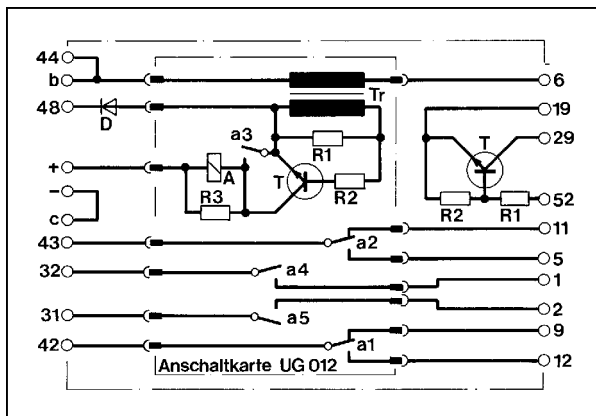 44
b
6
Tr
48
D
19
a3
R1
29
T
+
A
T
R2
R3
R2
R1
52
−
c
43
a2
11
32
a4
5
1
31
a5
2
42
a1
9
Anschaltkarte UG 012
12